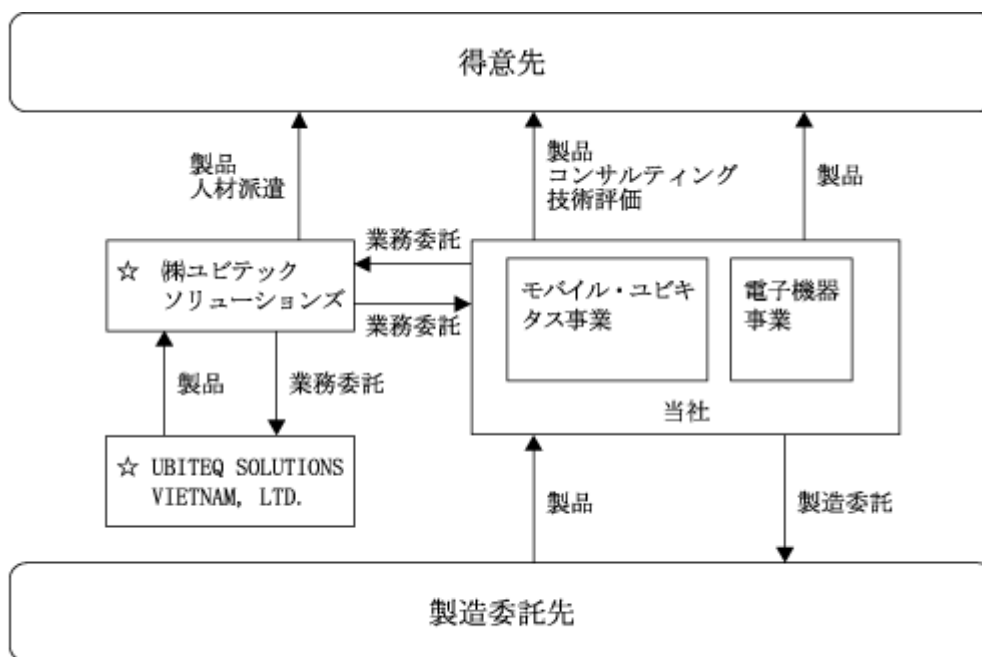 得意先
製品
人材派遣
製品
コンサルティング
技術評価
製品
業務委託
☆ ㈱ユビテック
ソリューションズ
業務委託
モバイル・ユビキ
タス事業
電子機器
事業
当社
製品
業務委託
☆ UBITEQ SOLUTIONS
VIETNAM, LTD.
製品
製造委託
製造委託先